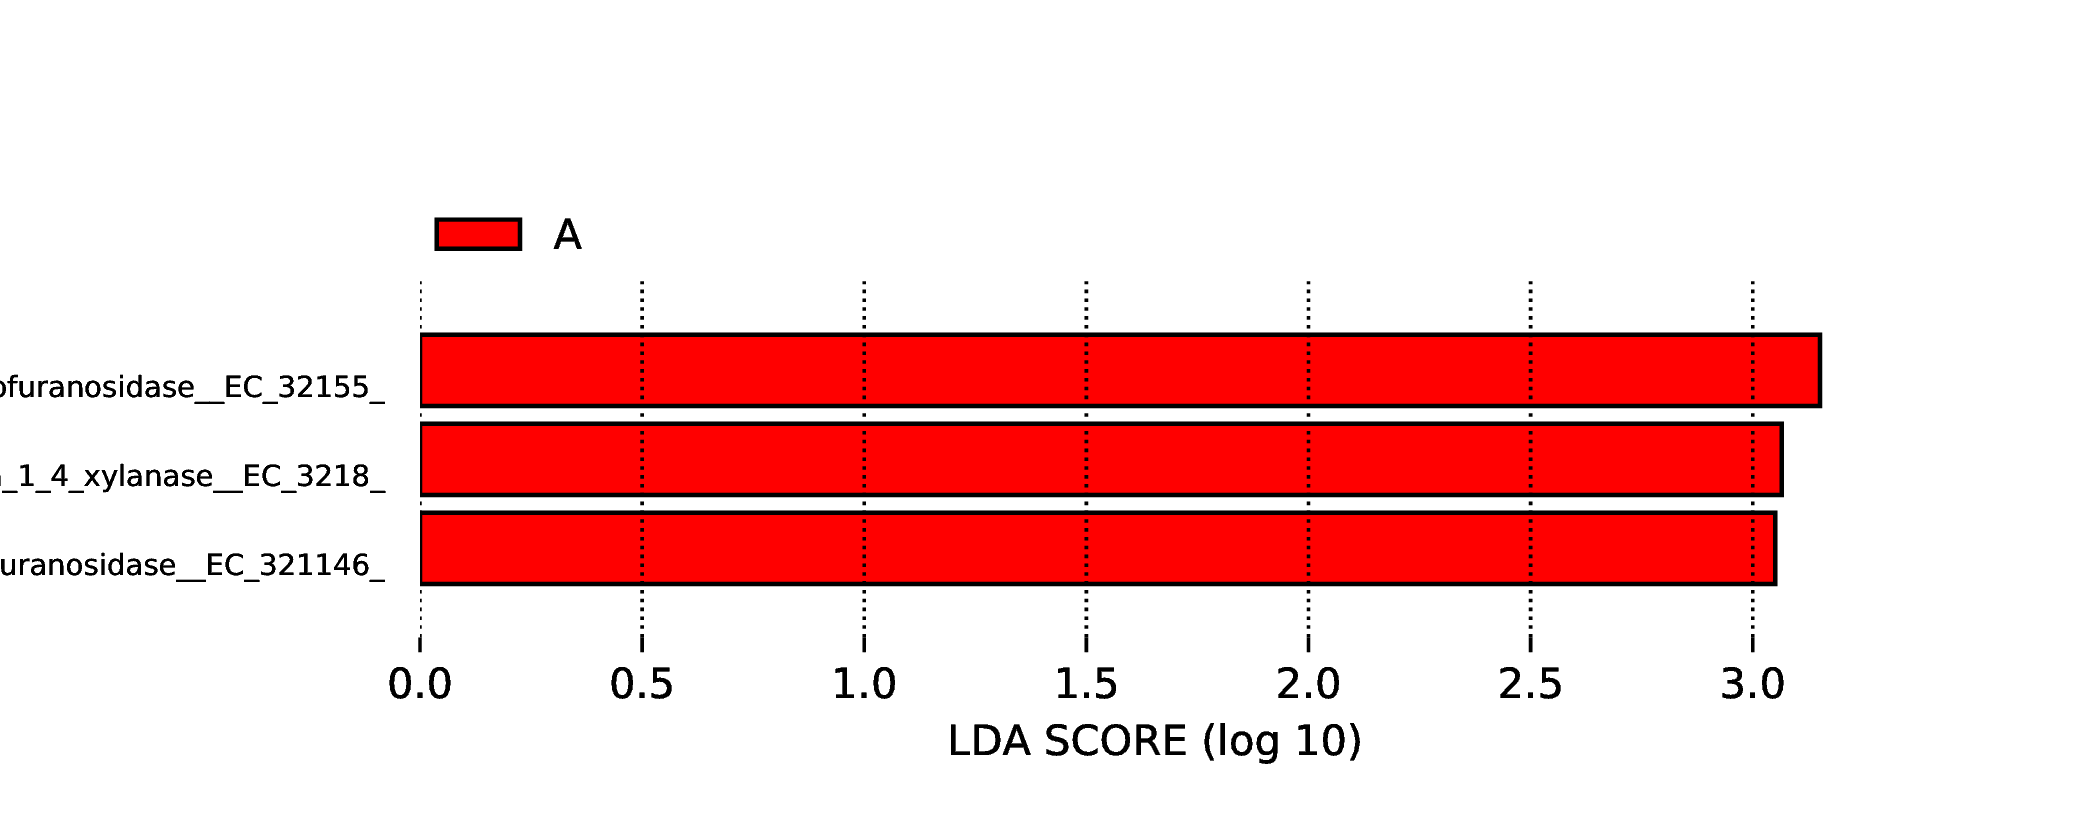 A
ofuranosidase__EC_32155_
_1_4_xylanase__EC_3218_
uranosidase__EC_321146_
0.0 0.5 1.0 1.5 2.0 2.5 3.0
LDA SCORE (log 10)